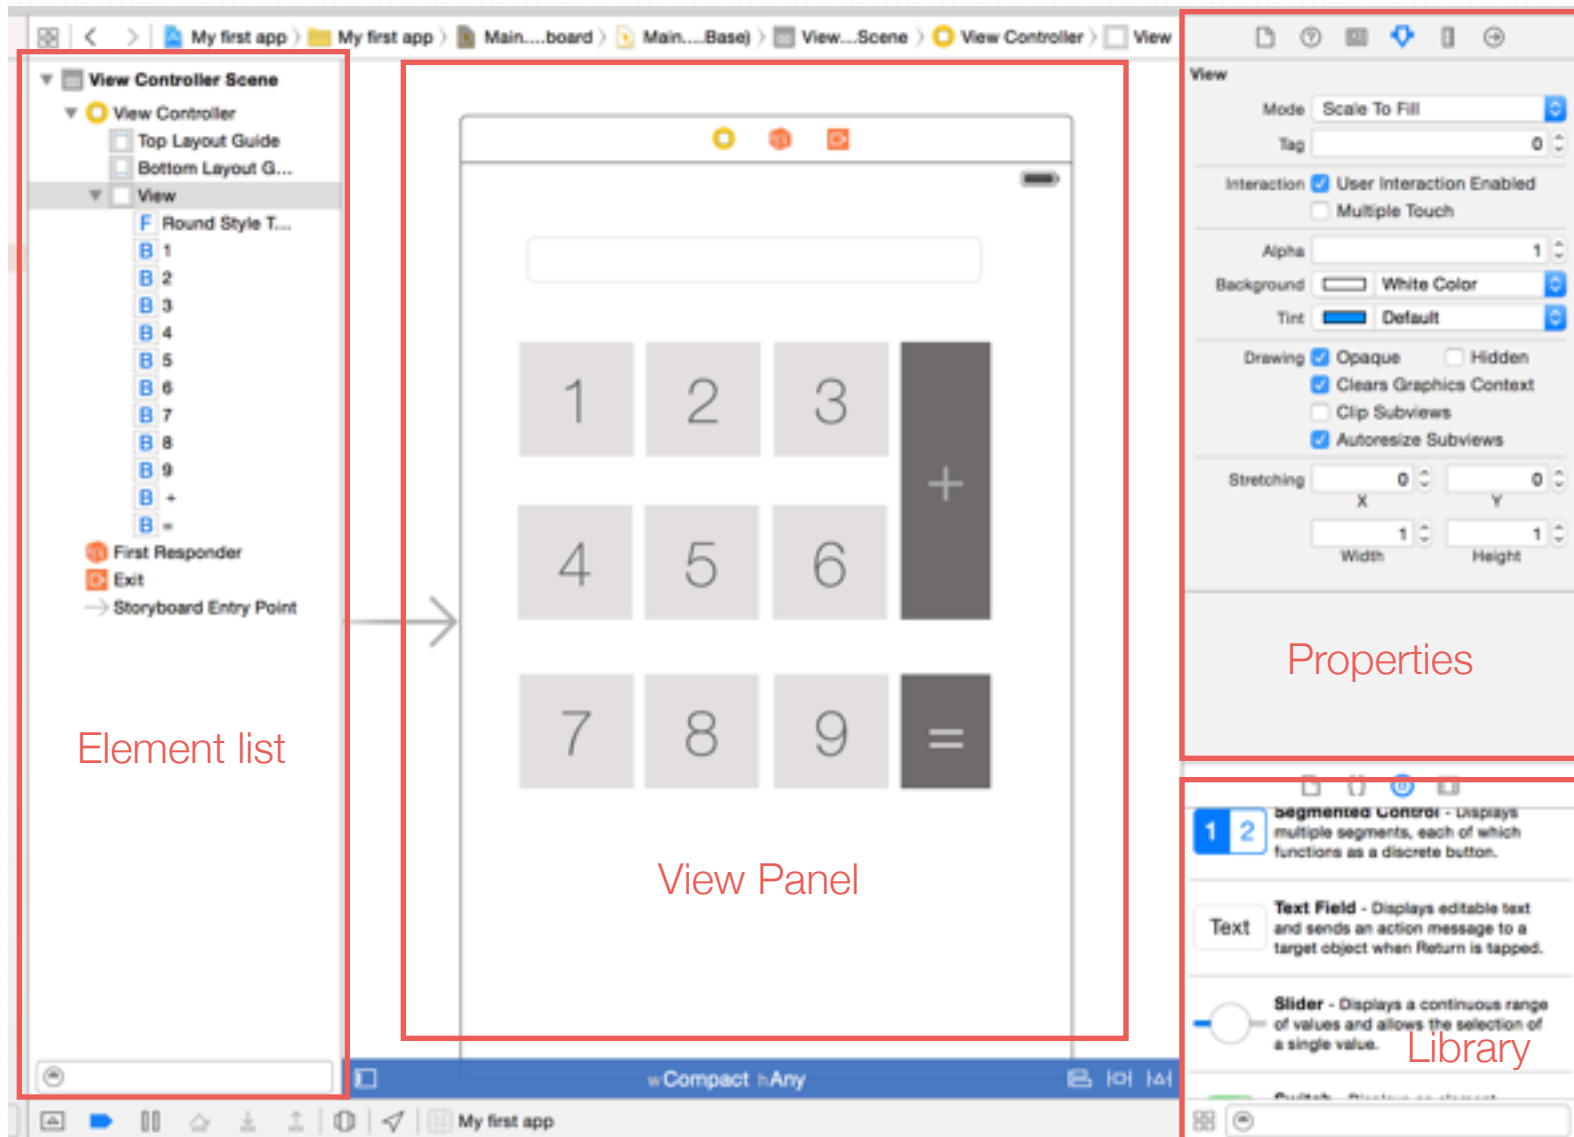 My first app
My first app
Main....board
Main....Base)
View...Scene
View Controller
View
View Controller Scene
View Controller
Top Layout Guide
Bottom Layout G...
View
F Round Style T...
B 1
B 2
B 3
B 4
B 5
B 6
B 7
B 8
B 9
B +
B =
First Responder
Exit
Storyboard Entry Point
Element list
1 2 3 +
4 5 6
7 8 9 =
View Panel
wCompact hAny
My first app
View
Mode Scale To Fill
Tag 0
Interaction User Interaction Enabled
Multiple Touch
Alpha 1
Background White Color
Tint Default
Drawing Opaque Hidden
Clears Graphics Context
Clip Subviews
Autoresize Subviews
Stretching 0 0
X Y
1 1
Width Height
Properties
{}
1 2
Segmented Control - Displays
multiple segments, each of which
functions as a discrete button.
Text
Text Field - Displays editable text
and sends an action message to a
target object when Return is tapped.
Slider - Displays a continuous range
of values and allows the selection of
a single value.
Library
Switch - Displays an element